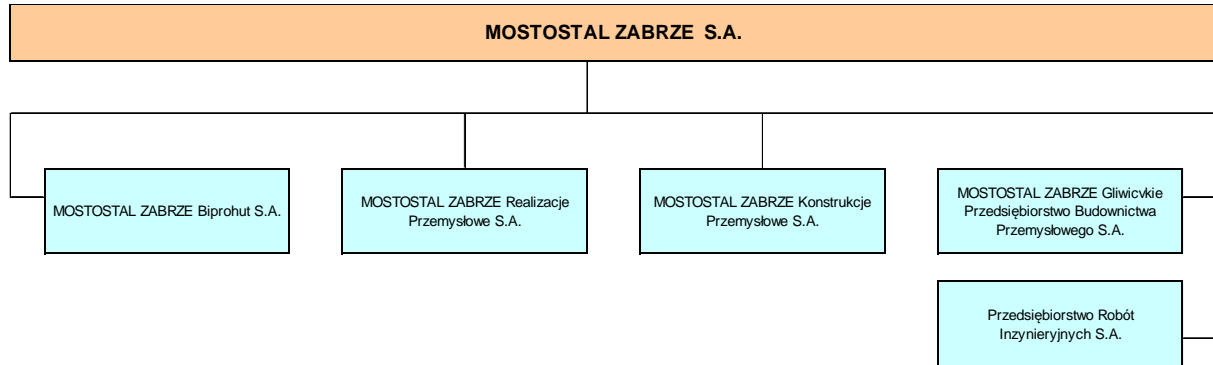 MOSTOSTAL ZABRZE S.A.
MOSTOSTAL ZABRZE Biprohut S.A.
MOSTOSTAL ZABRZE Realizacje
Przemysłowe S.A.
MOSTOSTAL ZABRZE Konstrukcje
Przemysłowe S.A.
MOSTOSTAL ZABRZE Gliwicvkie
Przedsiębiorstwo Budownictwa
Przemysłowego S.A.
Przedsiębiorstwo Robót
Inzynieryjnych S.A.